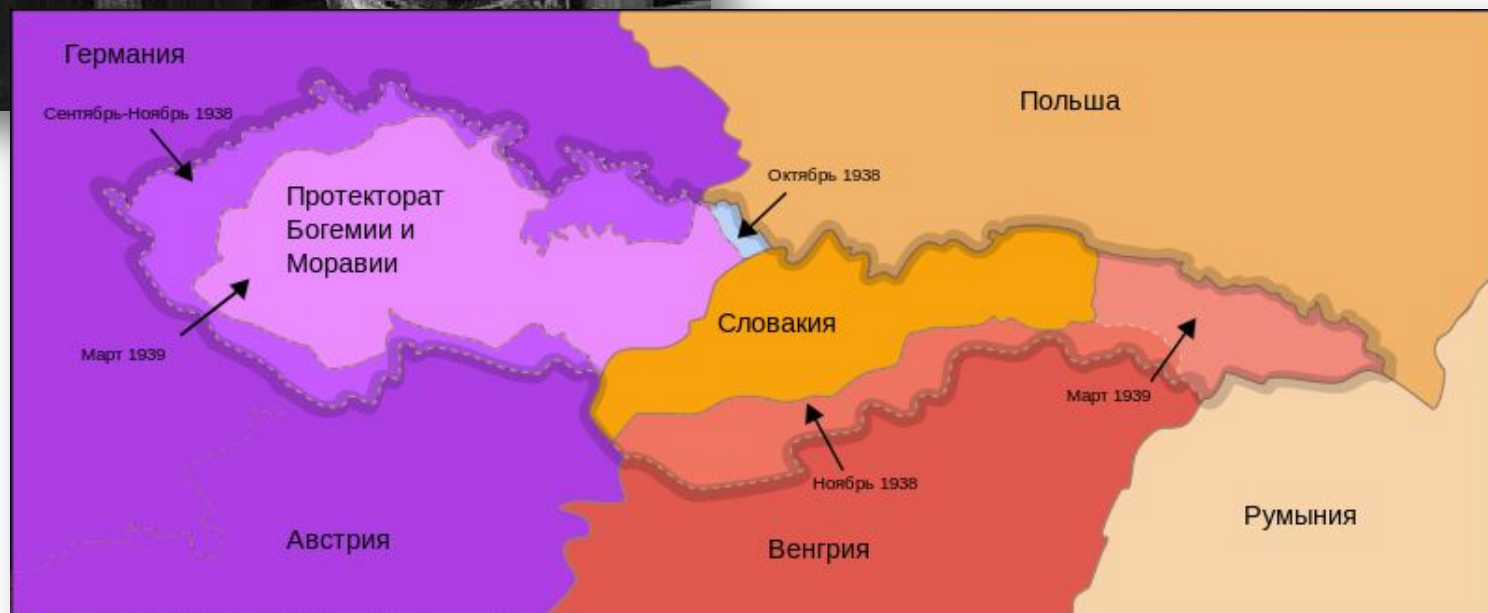 Германия
Сентябрь-Ноябрь 1938
Польша
Октябрь 1938
Протекторат
Богемии и
Моравии
Словакия
Март 1939
Март 1939
Ноябрь 1938
Румыния
Австрия
Венгрия